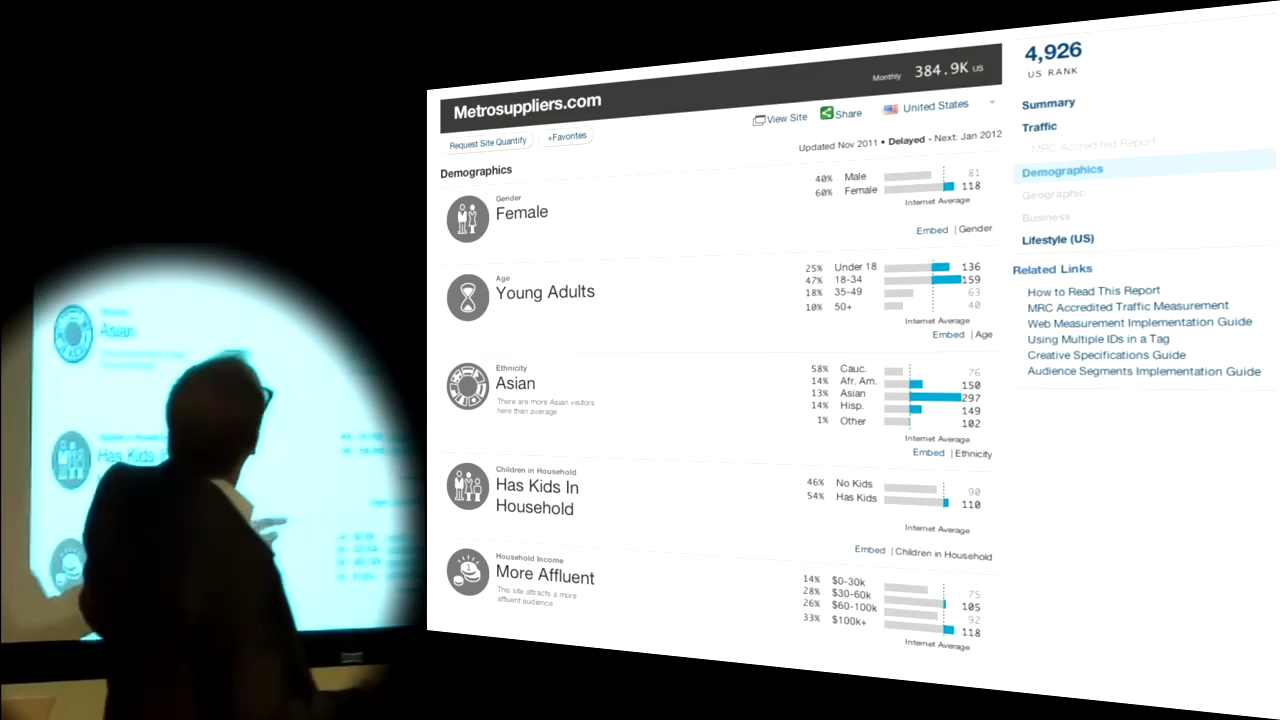 Metrosuppliers.com
Monthly 384.9K US
Request Site Quantify
+Favorites
View Site
Share
United States
Updated Nov 2011 • Delayed - Next: Jan 2012
Demographics
Gender
Female
40% Male 81
60% Female 118
Internet Average
Embed | Gender
Age
Young Adults
25% Under 18 136
47% 18-34 159
18% 35-49 63
10% 50+ 40
Internet Average
Embed | Age
Ethnicity
Asian
There are more Asian visitors
here than average
58% Cauc. 76
14% Afr. Am. 150
13% Asian 297
14% Hisp. 149
1% Other 102
Internet Average
Embed | Ethnicity
Children in Household
Has Kids In
Household
46% No Kids 90
54% Has Kids 110
Internet Average
Embed | Children in Household
Household Income
More Affluent
This site attracts a more
affluent audience
14% $0-30k 75
28% $30-60k 105
26% $60-100k 92
33% $100k+ 118
Internet Average
4,926
US RANK
Summary
Traffic
MRC Accredited Report
Demographics
Geographic
Business
Lifestyle (US)
Related Links
How to Read This Report
MRC Accredited Traffic Measurement
Web Measurement Implementation Guide
Using Multiple IDs in a Tag
Creative Specifications Guide
Audience Segments Implementation Guide
Asian
Has Kids